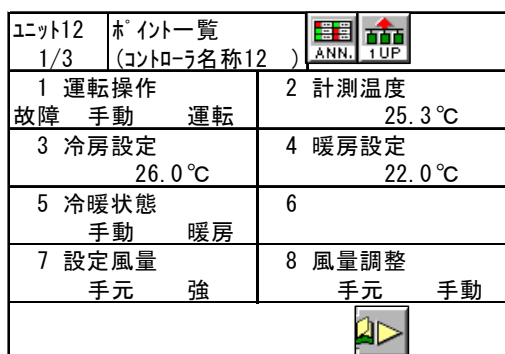 ﾕﾆｯﾄ12 ﾎﾟｲﾝﾄ一覧
1/3 (ｺﾝﾄﾛｰﾗ名称12 ) ANN. 1UP
1 運転操作 2 計測温度
故障 手動 運転 25.3℃
3 冷房設定 4 暖房設定
26.0℃ 22.0℃
5 冷暖状態 6
手動 暖房
7 設定風量 8 風量調整
手元 強 手元 手動